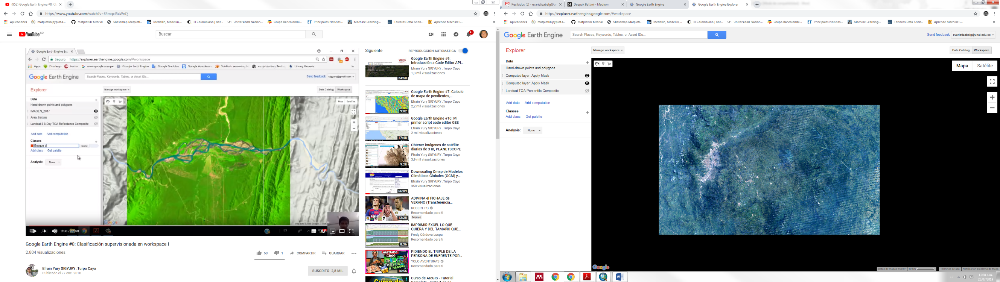 (952) Google Earth Engine #8: Cl
https://www.youtube.com/watch?v=85mqxJ5cWnQ
Aplicaciones matplotlib.pyplot.s... Matplotlib tutorial SBasemap Matplotl... Medellín, Medellin,... El Colombiano | not... Universidad Nacion... Grupo Bancolombi... ET Principales Noticias... Machine Learning... Towards Data Scien... Aprende Machine L... »
YouTube CO
Buscar
9+
Google Earth Engine Exp
Seguro | https://explorer.earthengine.google.com/#workspace
Apps Duolingo traduc www.google.com.pe Google Earth Engine Google Tradutor Google Académico Sci-Hub: removing b arcgisbinding: Testin Library Genesis »
Google Earth Engine
Search Places, Keywords, Tables, or Asset IDs...
Send feedback sigyury@gmail.com
Explorer
Manage workspace
Data Catalog Workspace
Data
Hand-drawn points and polygons
IMAGEN_2017
Area_trabajo
Landsat 8 8-Day TOA Reflectance Composite
Add data Add computation
Classes
Bosque d Done
Add class Get palette
Analysis: None
Map Satellite
Google
Map data ©2018 Google 1 km
9:03 / 35:58
ES
Google Earth Engine #8: Clasificación supervisionada en workspace I
2.804 visualizaciones
53 1 COMPARTIR GUARDAR
Efrain Yury SIGYURY .Turpo Cayo
Publicado el 27 ene. 2018
SUSCRITO 2,8 MIL
Siguiente
REPRODUCCIÓN AUTOMÁTICA
24:50
Google Earth Engine #9:
Introducción a Code Editor API...
Efrain Yury SIGYURY .Turpo Cayo
1,3 mil visualizaciones
9:02
Google Earth Engine #7: Calculo
de mapa de pendientes,...
Efrain Yury SIGYURY .Turpo Cayo
2,2 mil visualizaciones
17:48
Google Earth Engine #10: Mi
primer script code editor GEE
Efrain Yury SIGYURY .Turpo Cayo
2 mil visualizaciones
9:28
Obtener imágenes de satélite
diarias de 3 m, PLANETSCOPE
Efrain Yury SIGYURY .Turpo Cayo
3,9 mil visualizaciones
56:09
Downscaling Qmap de Modelos
Climáticos Globales (GCM) y...
Efrain Yury SIGYURY .Turpo Cayo
350 visualizaciones
12:25
ADIVINA el FICHAJE de
VERANO (Transferencia...
ROBERT PG
Recomendado para ti
Nuevo
8:36
IMPRIMIR EXCEL LO QUE
QUIERA Y DEL TAMAÑO QUE...
Fredy Córdova Luspa
Recomendado para ti
GASTAMOS
$3000
16:56
PIDIENDO EL TRIPLE DE LA
PERSONA DE ENFRENTE POR...
YOLO AVENTURAS
Recomendado para ti
Curso de
Curso de ArcGIS - Tutorial
Recibidos (5) - evaristizabalg@u
Deepak Battini – Medium
Google Earth Engine
Google Earth Engine Explorer
https://explorer.earthengine.google.com/#workspace
Aplicaciones matplotlib.pyplot.s... Matplotlib tutorial SBasemap Matplotl... Medellín, Medellin,... El Colombiano | not... Universidad Nacion... Grupo Bancolombi... ET Principales Noticias... Machine Learning... Towards Data Scien... Aprende Machine L... »
Google Earth Engine
Search Places, Keywords, Tables, or Asset IDs...
Send feedback evaristizabalg@unal.edu.co
Explorer
Manage workspace
Data Catalog Workspace
Data
Hand-drawn points and polygons
Computed layer: Apply Mask
Computed layer: Apply Mask
Landsat TOA Percentile Composite
Add data Add computation
Classes
Add class Get palette
Analysis: None
Mapa Satélite
Google
Datos de mapas ©2019 10 km Términos de uso Notificar un problema de Maps
ES
11:38 a.m.
25/07/2019